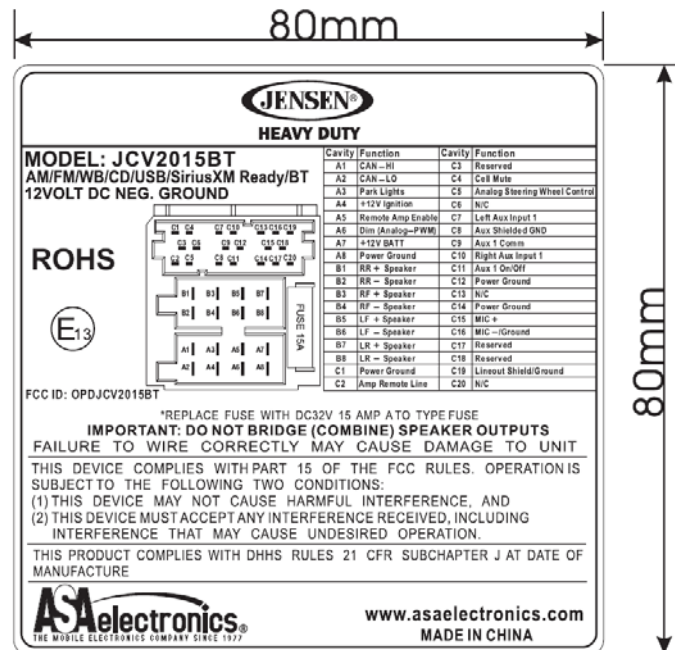 80mm
JENSEN®
HEAVY DUTY
MODEL: JCV2015BT
AM/FM/WB/CD/USB/SiriusXM Ready/BT
12VOLT DC NEG. GROUND
ROHS
E13
C1 C4 C7 C10 C13 C16 C19
C3 C6 C9 C12 C15 C18
C2 C5 C8 C11 C14 C17 C20
B1 B3 B5 B7
B2 B4 B6 B8
A1 A3 A5 A7
A2 A4 A6 A8
FUSE 15A
FCC ID: OPDJCV2015BT
Cavity Function Cavity Function
A1 CAN-HI C3 Reserved
A2 CAN-LO C4 Cell Mute
A3 Park Lights C5 Analog Steering Wheel Control
A4 +12V Ignition C6 N/C
A5 Remote Amp Enable C7 Left Aux Input 1
A6 Dim (Analog-PWM) C8 Aux Shielded GND
A7 +12V BATT C9 Aux 1 Comm
A8 Power Ground C10 Right Aux Input 1
B1 RR + Speaker C11 Aux 1 On/Off
B2 RR - Speaker C12 Power Ground
B3 RF + Speaker C13 N/C
B4 RF - Speaker C14 Power Ground
B5 LF + Speaker C15 MIC +
B6 LF - Speaker C16 MIC -/Ground
B7 LR + Speaker C17 Reserved
B8 LR - Speaker C18 Reserved
C1 Power Ground C19 Lineout Shield/Ground
C2 Amp Remote Line C20 N/C
80mm
*REPLACE FUSE WITH DC32V 15 AMP ATO TYPE FUSE
IMPORTANT: DO NOT BRIDGE (COMBINE) SPEAKER OUTPUTS
FAILURE TO WIRE CORRECTLY MAY CAUSE DAMAGE TO UNIT
THIS DEVICE COMPLIES WITH PART 15 OF THE FCC RULES. OPERATION IS
SUBJECT TO THE FOLLOWING TWO CONDITIONS:
(1) THIS DEVICE MAY NOT CAUSE HARMFUL INTERFERENCE, AND
(2) THIS DEVICE MUST ACCEPT ANY INTERFERENCE RECEIVED, INCLUDING
INTERFERENCE THAT MAY CAUSE UNDESIRED OPERATION.
THIS PRODUCT COMPLIES WITH DHHS RULES 21 CFR SUBCHAPTER J AT DATE OF
MANUFACTURE
ASA electronics®
THE MOBILE ELECTRONICS COMPANY SINCE 1977
www.asaelectronics.com
MADE IN CHINA